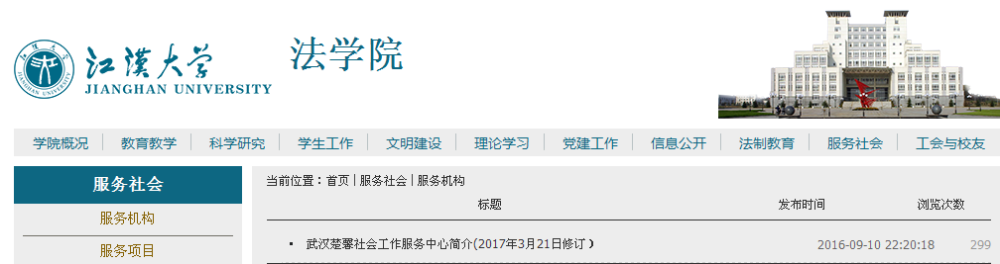 江漢大学
JIANGHAN UNIVERSITY
法学院
学院概况 教育教学 科学研究 学生工作 文明建设 理论学习 党建工作 信息公开 法制教育 服务社会 工会与校友
服务社会
服务机构
服务项目
当前位置：首页 | 服务社会 | 服务机构
标题 发布时间 浏览次数
▪ 武汉楚馨社会工作服务中心简介(2017年3月21日修订） 2016-09-10 22:20:18 299